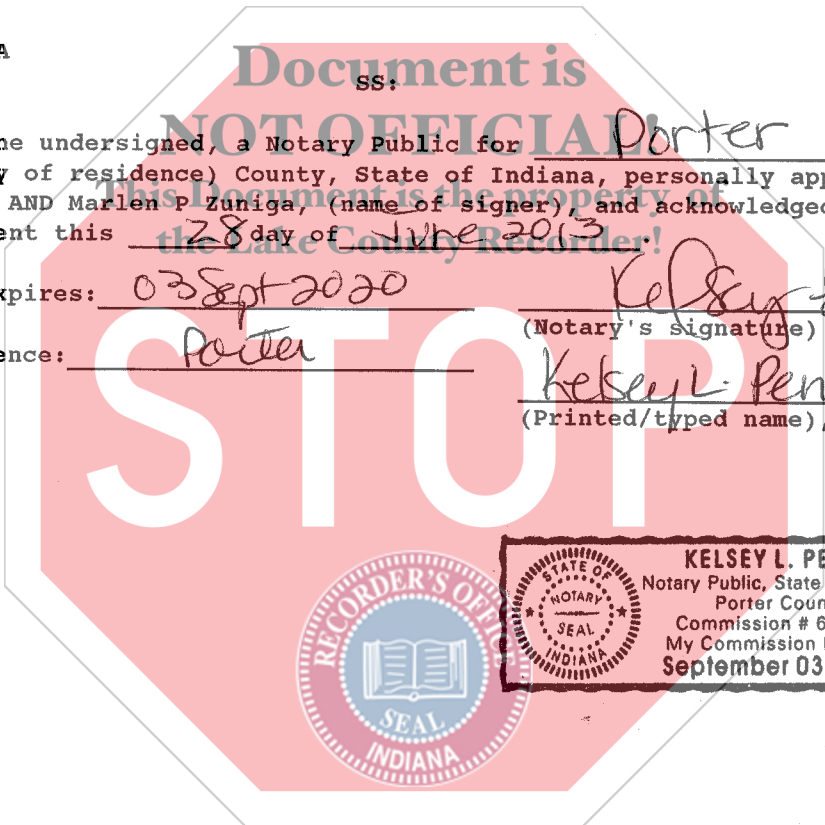 A
Document is
SS:
NOT OFFICIAL!
he undersigned, a Notary Public for Porter
y of residence) County, State of Indiana, personally app
This Document is the property of
AND Marlen P Zuniga, (name of signer), and acknowledged
ent this 28 day of June 2013.
the Lake County Recorder!
xpires: 03 Sept 2020
Kelsey
(Notary's signature)
ence: Porter
Kelsey L. Pen
(Printed/typed name),
STOP
KELSEY L. PE
Notary Public, State
Porter Coun
Commission # 6
My Commission
September 03
STATE OF
NOTARY
SEAL
INDIANA
RECORDER'S OFFICE
SEAL
INDIANA